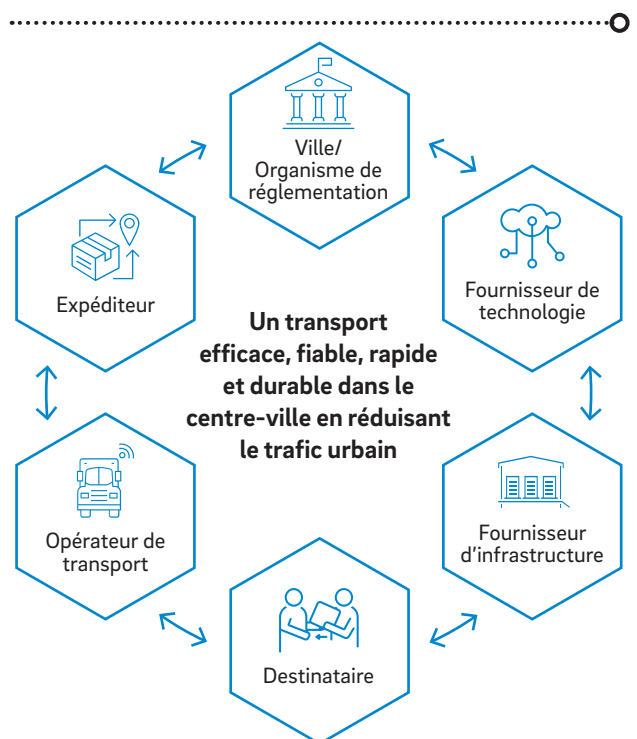 Ville/
Organisme de
réglementation
Expéditeur
Fournisseur de
technologie
Un transport
efficace, fiable, rapide
et durable dans le
centre-ville en réduisant
le trafic urbain
Opérateur de
transport
Fournisseur
d'infrastructure
Destinataire